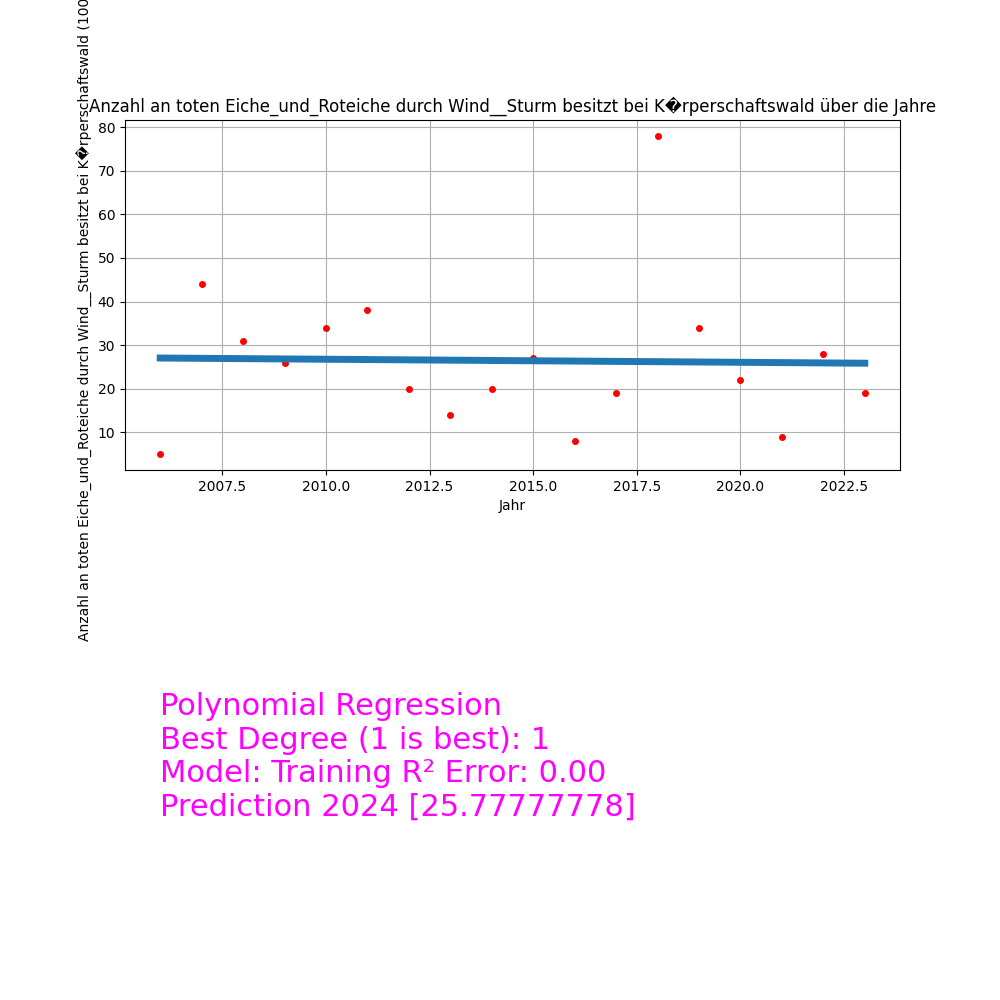 Anzahl an toten Eiche_und_Roteiche durch Wind__Sturm besitzt bei K�rperschaftswald über die Jahre
Anzahl an toten Eiche_und_Roteiche durch Wind__Sturm besitzt bei K�rperschaftswald (100
80
70
60
50
40
30
20
10
2007.5 2010.0 2012.5 2015.0 2017.5 2020.0 2022.5
Jahr
Polynomial Regression
Best Degree (1 is best): 1
Model: Training R² Error: 0.00
Prediction 2024 [25.77777778]